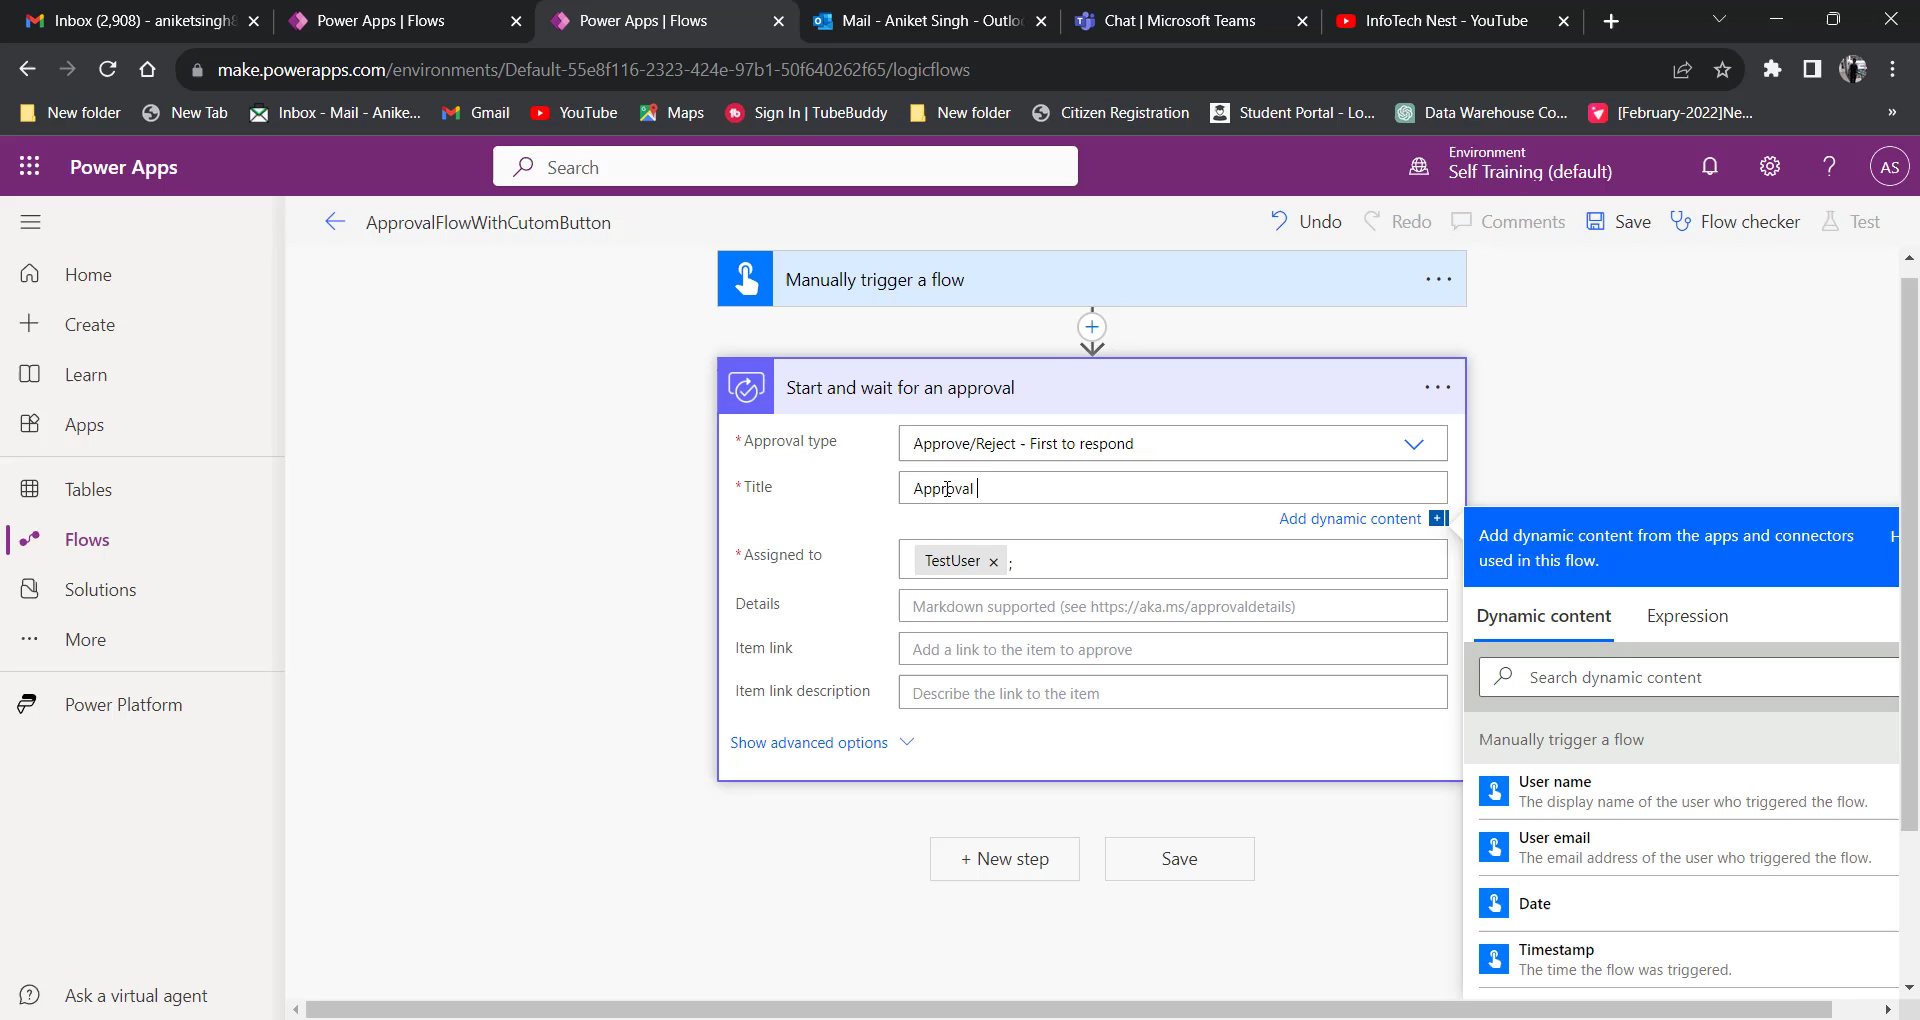 Inbox (2,908) - aniketsingh8
Power Apps | Flows
Power Apps | Flows
Mail - Aniket Singh - Outlo
Chat | Microsoft Teams
InfoTech Nest - YouTube
make.powerapps.com/environments/Default-55e8f116-2323-424e-97b1-50f640262f65/logicflows
New folder
New Tab
Inbox - Mail - Anike...
Gmail
YouTube
Maps
Sign In | TubeBuddy
New folder
Citizen Registration
Student Portal - Lo...
Data Warehouse Co...
[February-2022]Ne...
»
Power Apps
Search
Environment
Self Training (default)
AS
ApprovalFlowWithCutomButton
Undo
Redo
Comments
Save
Flow checker
Test
Home
Create
Learn
Apps
Tables
Flows
Solutions
More
Power Platform
Ask a virtual agent
Manually trigger a flow
Start and wait for an approval
* Approval type
Approve/Reject - First to respond
* Title
Approval
Add dynamic content
* Assigned to
TestUser × ;
Details
Markdown supported (see https://aka.ms/approvaldetails)
Item link
Add a link to the item to approve
Item link description
Describe the link to the item
Show advanced options
+ New step
Save
Add dynamic content from the apps and connectors
used in this flow.
Dynamic content
Expression
Search dynamic content
Manually trigger a flow
User name
The display name of the user who triggered the flow.
User email
The email address of the user who triggered the flow.
Date
Timestamp
The time the flow was triggered.